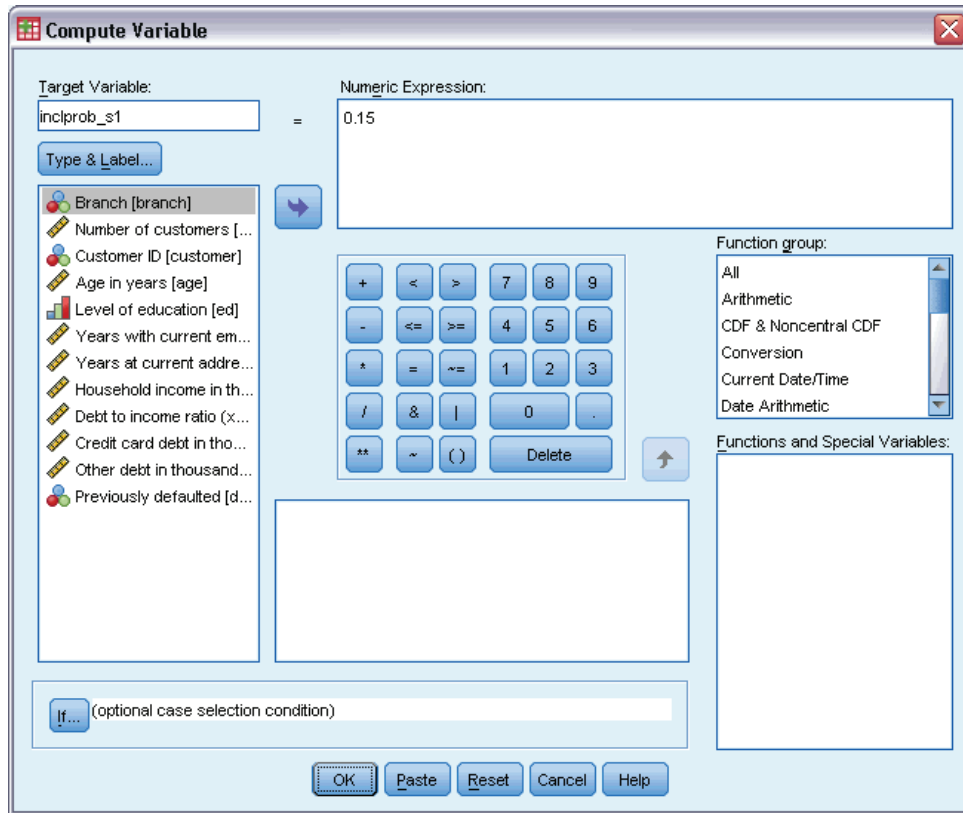 Compute Variable
Target Variable:
inclprob_s1
=
Numeric Expression:
0.15
Type & Label...
Branch [branch]
Number of customers [...
Customer ID [customer]
Age in years [age]
Level of education [ed]
Years with current em...
Years at current addre...
Household income in th...
Debt to income ratio (x...
Credit card debt in tho...
Other debt in thousand...
Previously defaulted [d...
+ < > 7 8 9
- <= >= 4 5 6
* = ~= 1 2 3
/ & | 0 .
** ~ ( ) Delete
Function group:
All
Arithmetic
CDF & Noncentral CDF
Conversion
Current Date/Time
Date Arithmetic
Functions and Special Variables:
If... (optional case selection condition)
OK Paste Reset Cancel Help